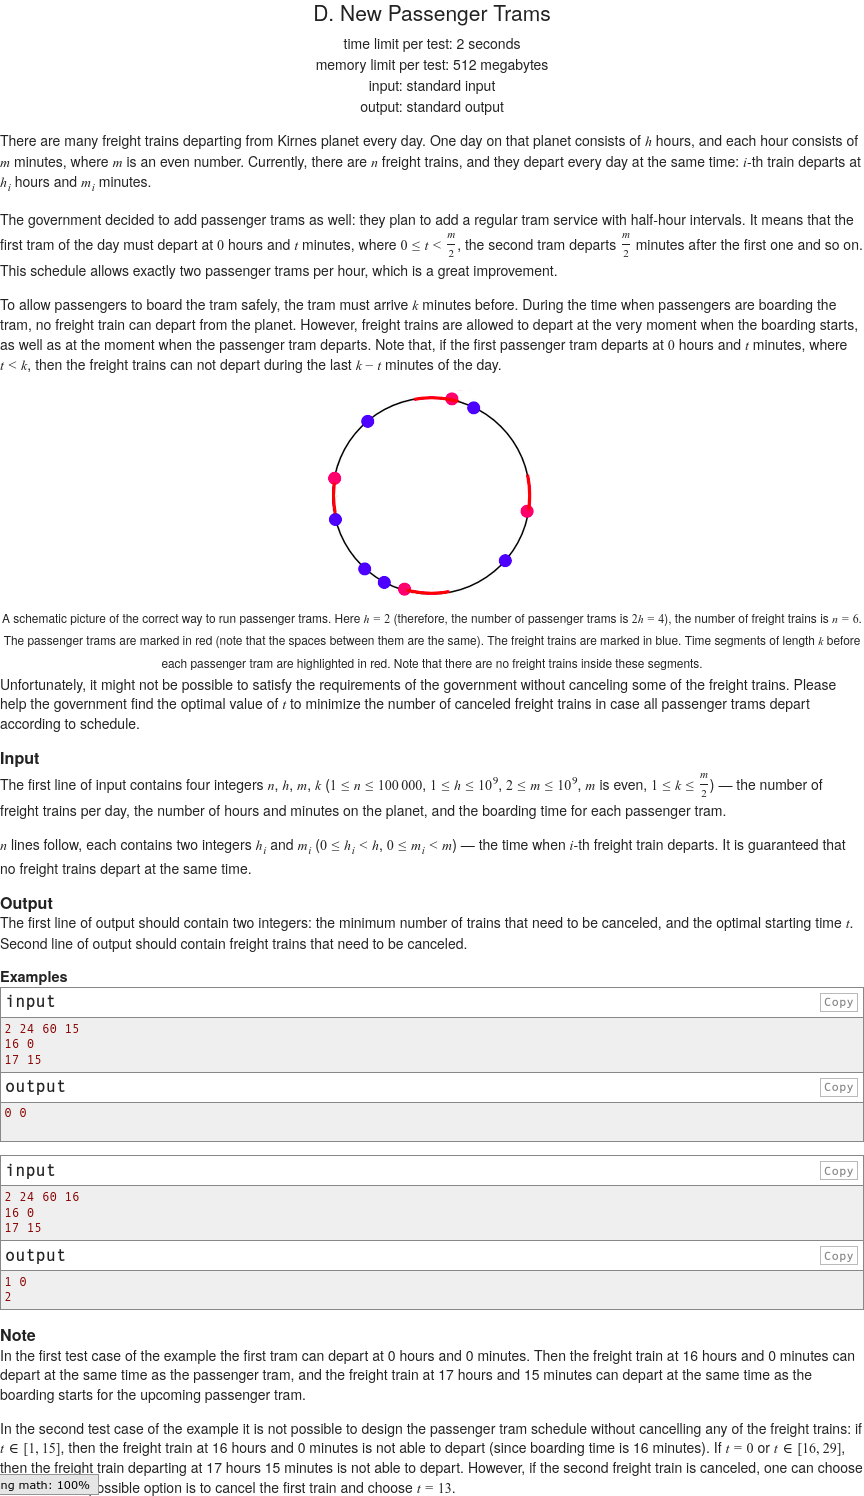 D. New Passenger Trams
time limit per test: 2 seconds
memory limit per test: 512 megabytes
input: standard input
output: standard output
There are many freight trains departing from Kirnes planet every day. One day on that planet consists of h hours, and each hour consists of
m minutes, where m is an even number. Currently, there are n freight trains, and they depart every day at the same time: i-th train departs at
h_i hours and m_i minutes.
The government decided to add passenger trams as well: they plan to add a regular tram service with half-hour intervals. It means that the
first tram of the day must depart at 0 hours and t minutes, where 0 ≤ t < m/2, the second tram departs m/2 minutes after the first one and so on.
This schedule allows exactly two passenger trams per hour, which is a great improvement.
To allow passengers to board the tram safely, the tram must arrive k minutes before. During the time when passengers are boarding the
tram, no freight train can depart from the planet. However, freight trains are allowed to depart at the very moment when the boarding starts,
as well as at the moment when the passenger tram departs. Note that, if the first passenger tram departs at 0 hours and t minutes, where
t < k, then the freight trains can not depart during the last k − t minutes of the day.
A schematic picture of the correct way to run passenger trams. Here h = 2 (therefore, the number of passenger trams is 2h = 4), the number of freight trains is n = 6.
The passenger trams are marked in red (note that the spaces between them are the same). The freight trains are marked in blue. Time segments of length k before
each passenger tram are highlighted in red. Note that there are no freight trains inside these segments.
Unfortunately, it might not be possible to satisfy the requirements of the government without canceling some of the freight trains. Please
help the government find the optimal value of t to minimize the number of canceled freight trains in case all passenger trams depart
according to schedule.
Input
The first line of input contains four integers n, h, m, k (1 ≤ n ≤ 100 000, 1 ≤ h ≤ 10^9, 2 ≤ m ≤ 10^9, m is even, 1 ≤ k ≤ m/2) — the number of
freight trains per day, the number of hours and minutes on the planet, and the boarding time for each passenger tram.
n lines follow, each contains two integers h_i and m_i (0 ≤ h_i < h, 0 ≤ m_i < m) — the time when i-th freight train departs. It is guaranteed that
no freight trains depart at the same time.
Output
The first line of output should contain two integers: the minimum number of trains that need to be canceled, and the optimal starting time t.
Second line of output should contain freight trains that need to be canceled.
Examples
input Copy
2 24 60 15
16 0
17 15
output Copy
0 0
input Copy
2 24 60 16
16 0
17 15
output Copy
1 0
2
Note
In the first test case of the example the first tram can depart at 0 hours and 0 minutes. Then the freight train at 16 hours and 0 minutes can
depart at the same time as the passenger tram, and the freight train at 17 hours and 15 minutes can depart at the same time as the
boarding starts for the upcoming passenger tram.
In the second test case of the example it is not possible to design the passenger tram schedule without cancelling any of the freight trains: if
t ∈ [1, 15], then the freight train at 16 hours and 0 minutes is not able to depart (since boarding time is 16 minutes). If t = 0 or t ∈ [16, 29],
then the freight train departing at 17 hours 15 minutes is not able to depart. However, if the second freight train is canceled, one can choose
ng math: 100% ossible option is to cancel the first train and choose t = 13.